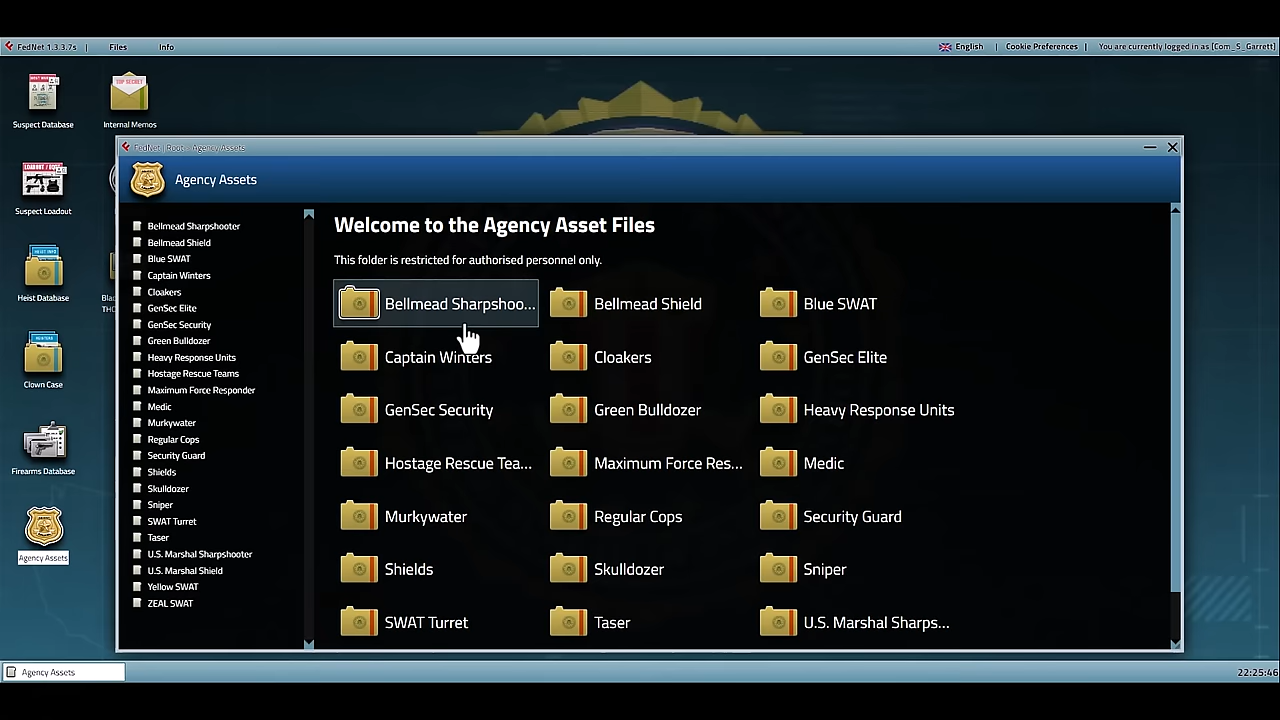 FedNet 1.3.3.7s | Files Info
English | Cookie Preferences | You are currently logged in as [Com_S_Garrett]
Suspect Database
TOP SECRET
Internal Memos
Suspect Loadout
Heist Database
Clown Case
Firearms Database
Agency Assets
FedNet | Root - Agency Assets
Agency Assets
Bellmead Sharpshooter
Bellmead Shield
Blue SWAT
Captain Winters
Cloakers
GenSec Elite
GenSec Security
Green Bulldozer
Heavy Response Units
Hostage Rescue Teams
Maximum Force Responder
Medic
Murkywater
Regular Cops
Security Guard
Shields
Skulldozer
Sniper
SWAT Turret
Taser
U.S. Marshal Sharpshooter
U.S. Marshal Shield
Yellow SWAT
ZEAL SWAT
Welcome to the Agency Asset Files
This folder is restricted for authorised personnel only.
Bellmead Sharpshoo... Bellmead Shield Blue SWAT
Captain Winters Cloakers GenSec Elite
GenSec Security Green Bulldozer Heavy Response Units
Hostage Rescue Tea... Maximum Force Res... Medic
Murkywater Regular Cops Security Guard
Shields Skulldozer Sniper
SWAT Turret Taser U.S. Marshal Sharps...
Agency Assets
22:25:46